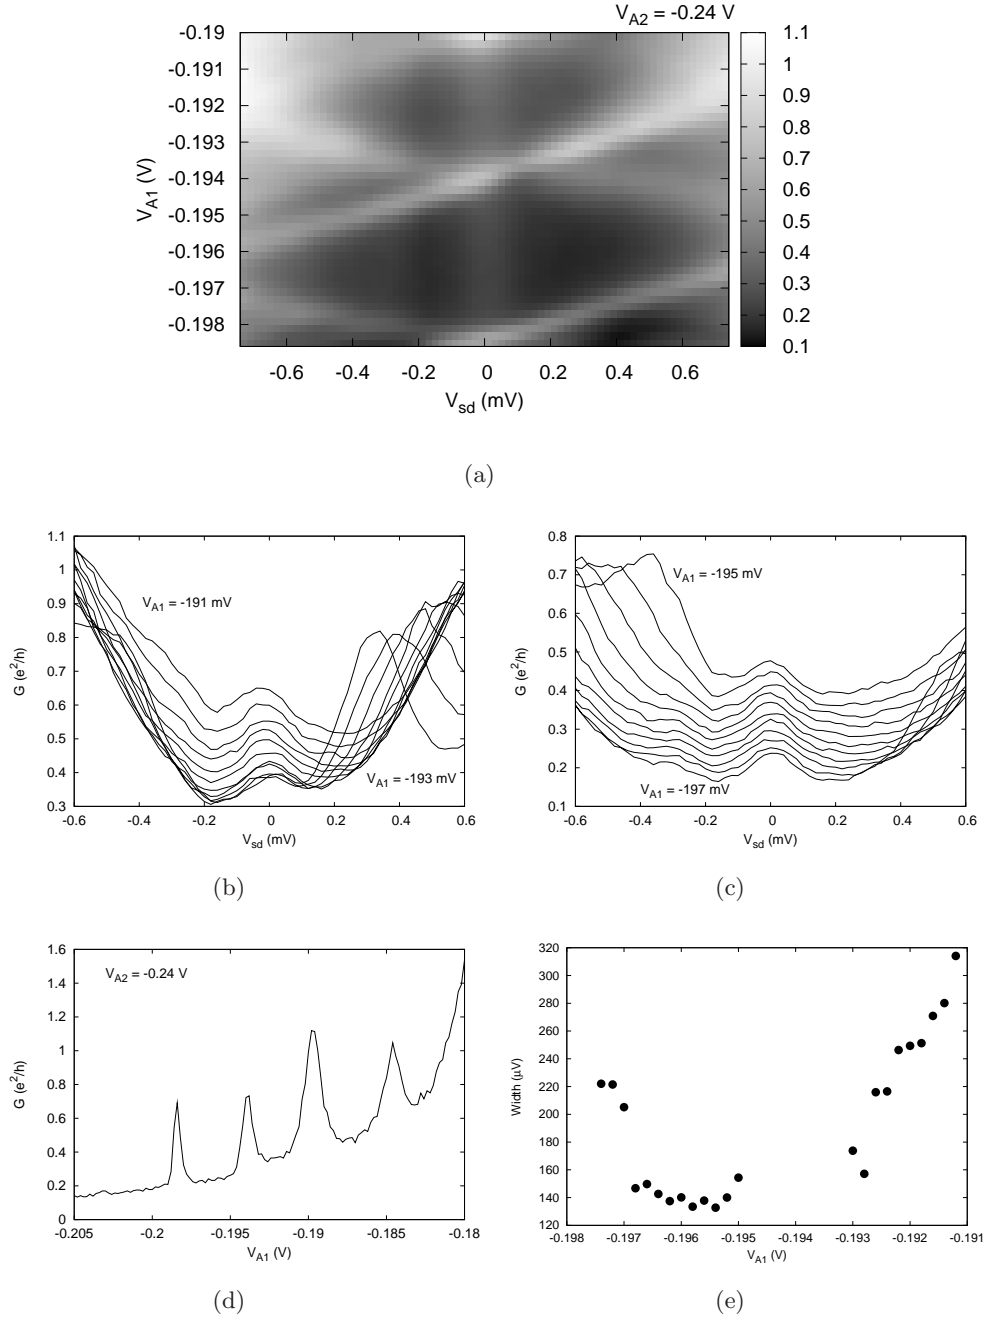 V_A2 = -0.24 V
-0.19
-0.191
-0.192
-0.193
-0.194
-0.195
-0.196
-0.197
-0.198
V_A1 (V)
1.1
1
0.9
0.8
0.7
0.6
0.5
0.4
0.3
0.2
0.1
-0.6 -0.4 -0.2 0 0.2 0.4 0.6
V_sd (mV)
(a)
1.1
1
0.9
0.8
0.7
0.6
0.5
0.4
0.3
G (e²/h)
V_A1 = -191 mV
V_A1 = -193 mV
-0.6 -0.4 -0.2 0 0.2 0.4 0.6
V_sd (mV)
(b)
0.8
0.7
0.6
0.5
0.4
0.3
0.2
0.1
G (e²/h)
V_A1 = -195 mV
V_A1 = -197 mV
-0.6 -0.4 -0.2 0 0.2 0.4 0.6
V_sd (mV)
(c)
1.6
1.4
1.2
1
0.8
0.6
0.4
0.2
0
G (e²/h)
V_A2 = -0.24 V
-0.205 -0.2 -0.195 -0.19 -0.185 -0.18
V_A1 (V)
(d)
320
300
280
260
240
220
200
180
160
140
120
Width (μV)
-0.198 -0.197 -0.196 -0.195 -0.194 -0.193 -0.192 -0.191
V_A1 (V)
(e)